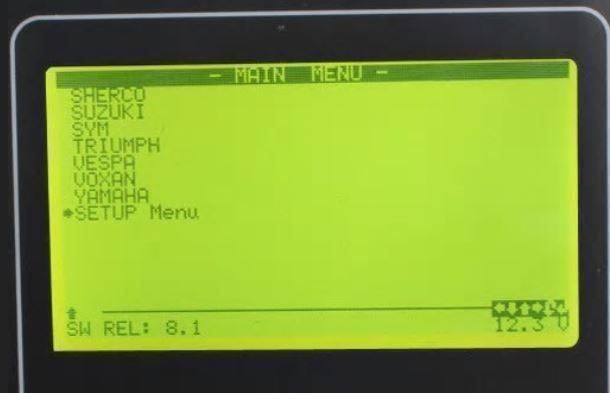 - MAIN MENU -
SHERCO
SUZUKI
SYM
TRIUMPH
VESPA
VOXAN
YAMAHA
SETUP Menu
SW REL: 8.1 12.3 V